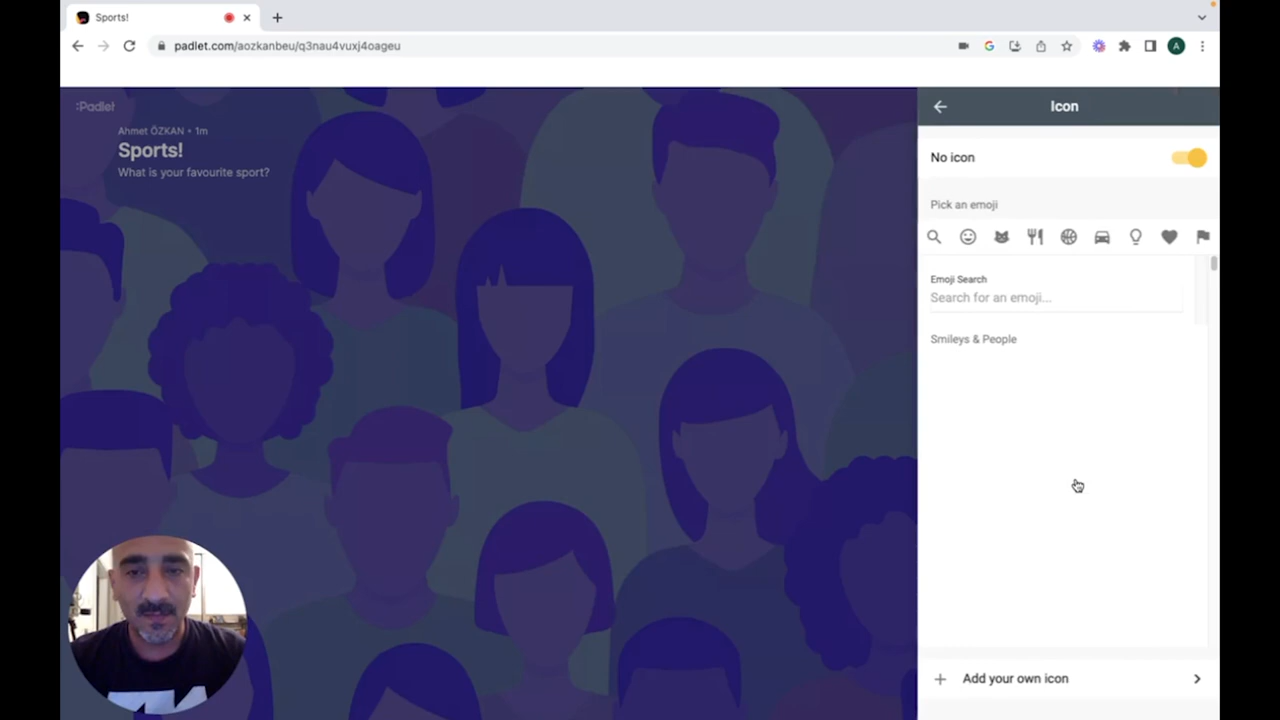 Sports!
padlet.com/aozkanbeu/q3nau4vuxj4oageu
A
:Padlet
Ahmet ÖZKAN • 1m
Sports!
What is your favourite sport?
Icon
No icon
Pick an emoji
Emoji Search
Search for an emoji...
Smileys & People
Add your own icon